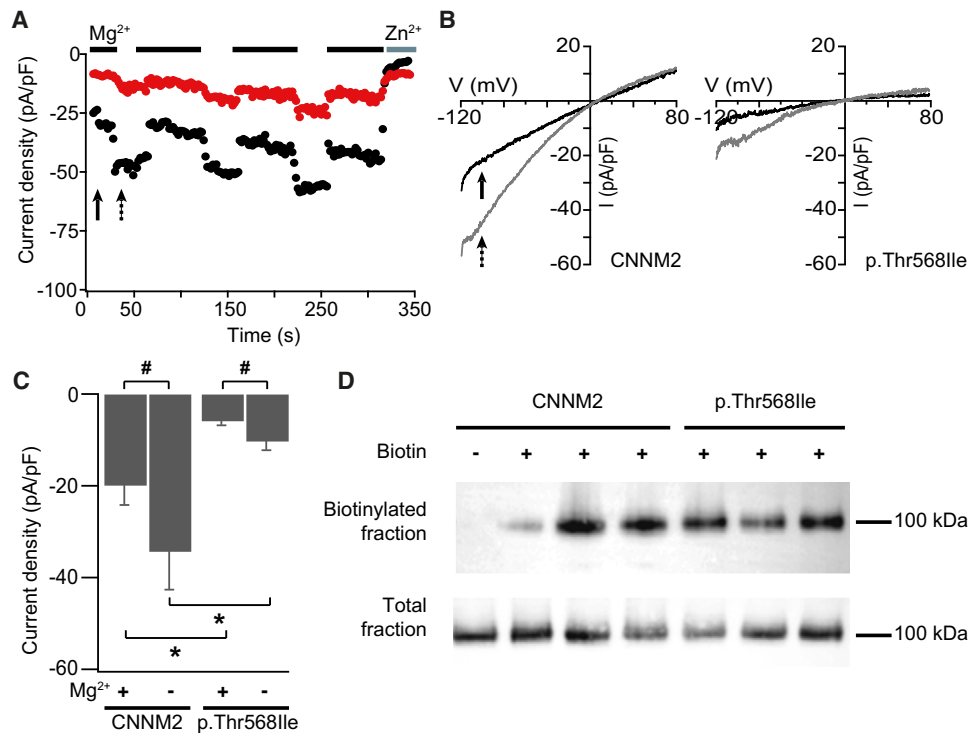 A
Mg2+
Zn2+
0
-25
-50
-75
-100
Current density (pA/pF)
0
50
150
250
350
Time (s)
B
20
V (mV)
-120
80
-20
-40
-60
I (pA/pF)
CNNM2
20
V (mV)
-120
80
-20
-40
-60
I (pA/pF)
p.Thr568Ile
C
#
#
0
-20
-40
-60
Current density (pA/pF)
*
*
Mg2+
+ - + -
CNNM2 p.Thr568Ile
D
CNNM2 p.Thr568Ile
Biotin - + + + + + +
Biotinylated
fraction
100 kDa
Total
fraction
100 kDa